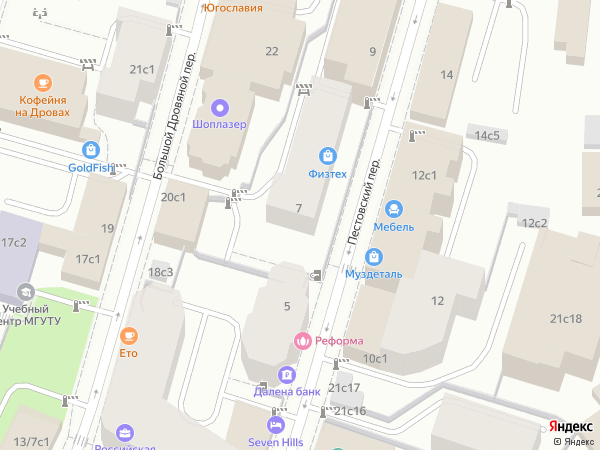 Югославия
22
9
21с1
14
Кофейня
на Дровах
Большой Дровяной пер.
Шоплазер
14с5
GoldFish
Физтех
12с1
20с1
7
Пестовский пер.
19
Мебель
12с2
17с2
17с1
Муздеталь
18с3
Учебный
ентр МГУТУ
5
12
21с18
Ето
Реформа
10с1
Далена банк
21с17
21с16
Seven Hills
13/7с1
Российская
Яндекс
© Яндекс